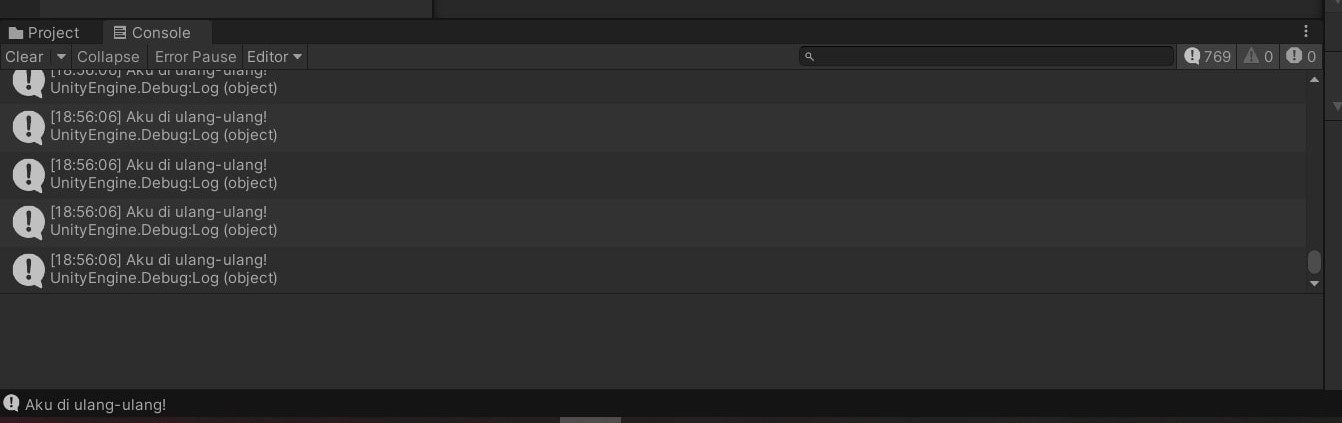 Project
Console
Clear
Collapse
Error Pause
Editor
769
0
0
[18:56:06] Aku di ulang-ulang!
UnityEngine.Debug:Log (object)
[18:56:06] Aku di ulang-ulang!
UnityEngine.Debug:Log (object)
[18:56:06] Aku di ulang-ulang!
UnityEngine.Debug:Log (object)
[18:56:06] Aku di ulang-ulang!
UnityEngine.Debug:Log (object)
[18:56:06] Aku di ulang-ulang!
UnityEngine.Debug:Log (object)
Aku di ulang-ulang!